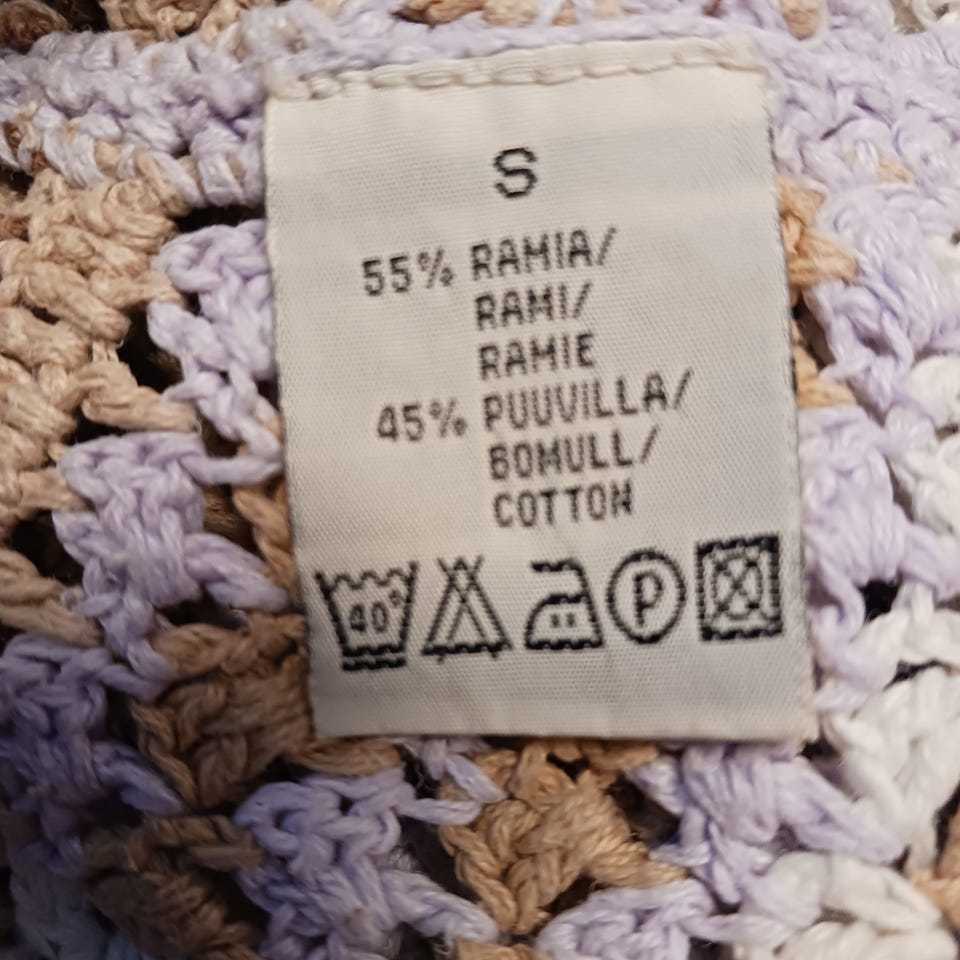 S
55% RAMIA/
RAMI/
RAMIE
45% PUUVILLA/
BOMULL/
COTTON
40° P